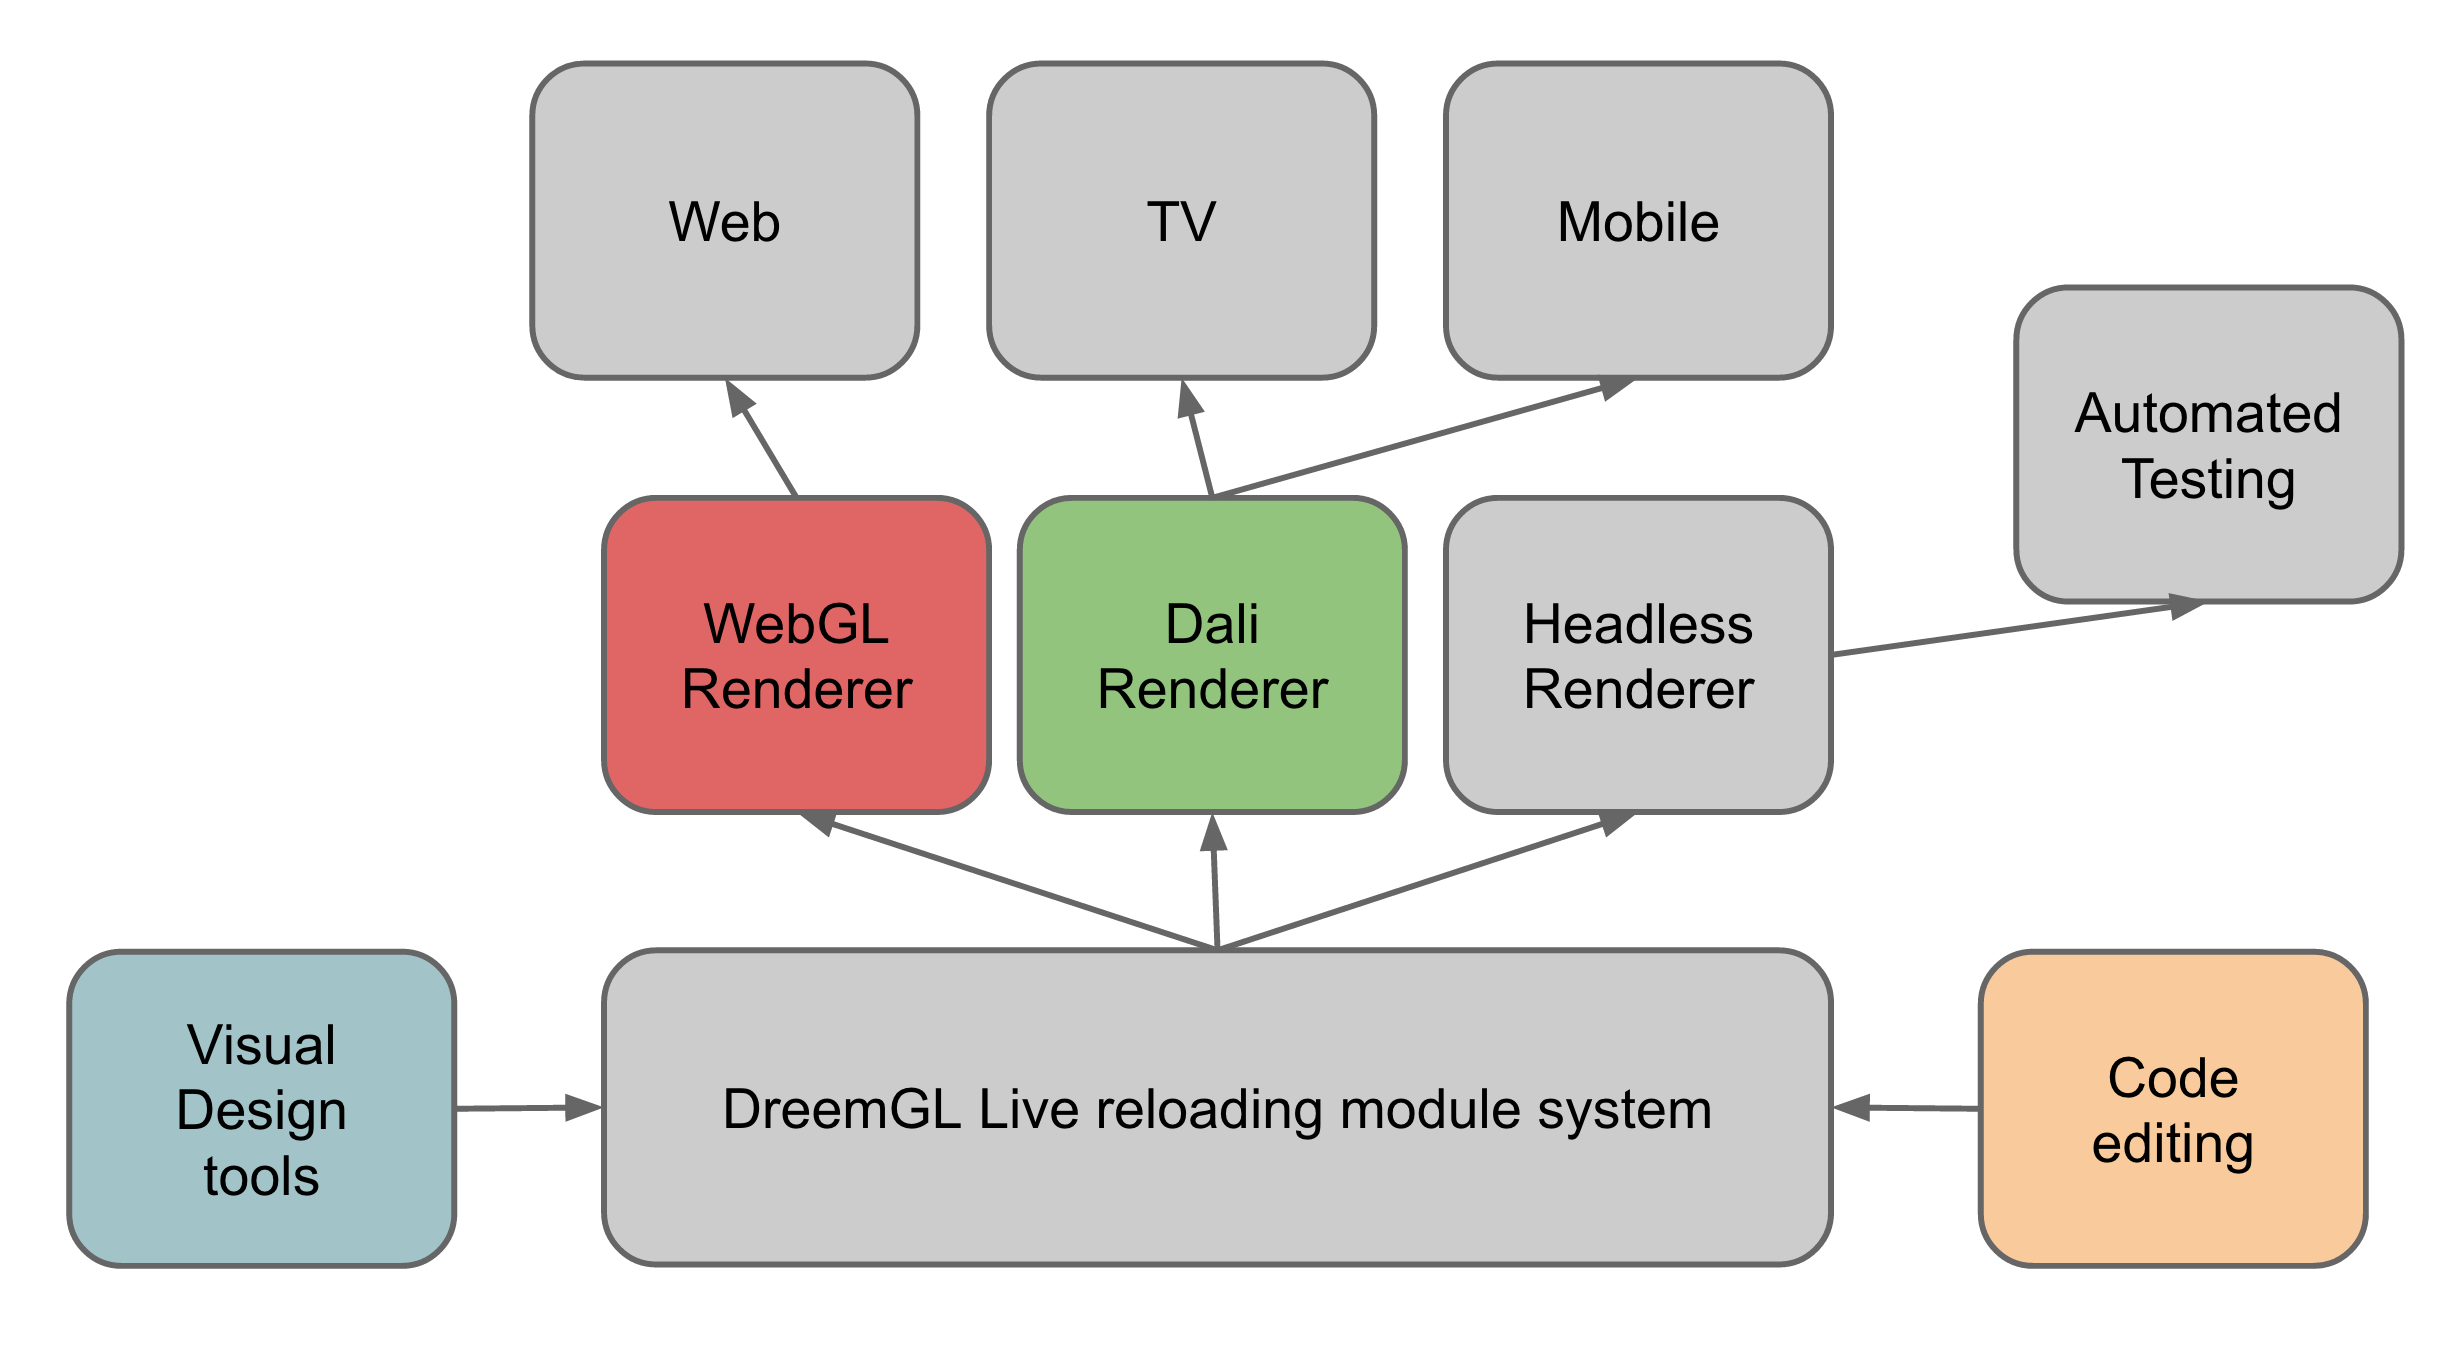 Web
TV
Mobile
Automated
Testing
WebGL
Renderer
Dali
Renderer
Headless
Renderer
Visual
Design
tools
DreemGL Live reloading module system
Code
editing